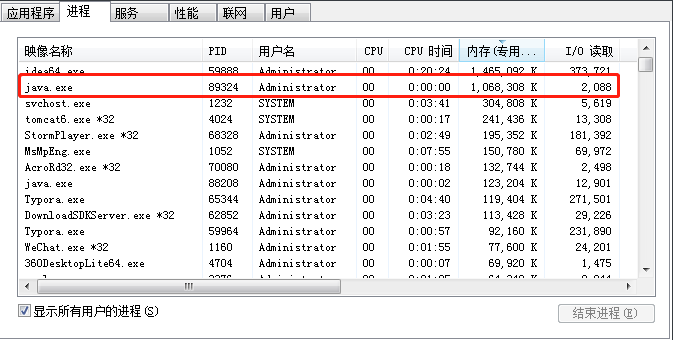 应用程序 进程 服务 性能 联网 用户
映像名称 PID 用户名 CPU CPU 时间 内存(专用... I/O 读取
idea64.exe 59888 Administrator 00 0:20:24 1,465,092 K 373,721
java.exe 89324 Administrator 00 0:00:00 1,068,308 K 2,088
svchost.exe 1232 SYSTEM 00 0:03:41 304,808 K 5,619
tomcat6.exe *32 4024 SYSTEM 00 0:01:17 241,436 K 13,308
StormPlayer.exe *32 68328 Administrator 00 0:02:49 195,352 K 181,392
MsMpEng.exe 1052 SYSTEM 00 0:07:55 150,780 K 69,972
AcroRd32.exe *32 70080 Administrator 00 0:00:18 132,744 K 2,498
java.exe 88208 Administrator 00 0:00:02 123,204 K 12,901
Typora.exe 65344 Administrator 00 0:04:40 119,404 K 271,501
DownloadSDKServer.exe *32 62852 Administrator 00 0:03:23 113,428 K 29,226
Typora.exe 59964 Administrator 00 0:00:57 92,160 K 231,890
WeChat.exe *32 1160 Administrator 00 0:01:55 77,600 K 24,201
360DesktopLite64.exe 4704 Administrator 00 0:00:07 69,920 K 1,475
显示所有用户的进程(S) 结束进程(E)